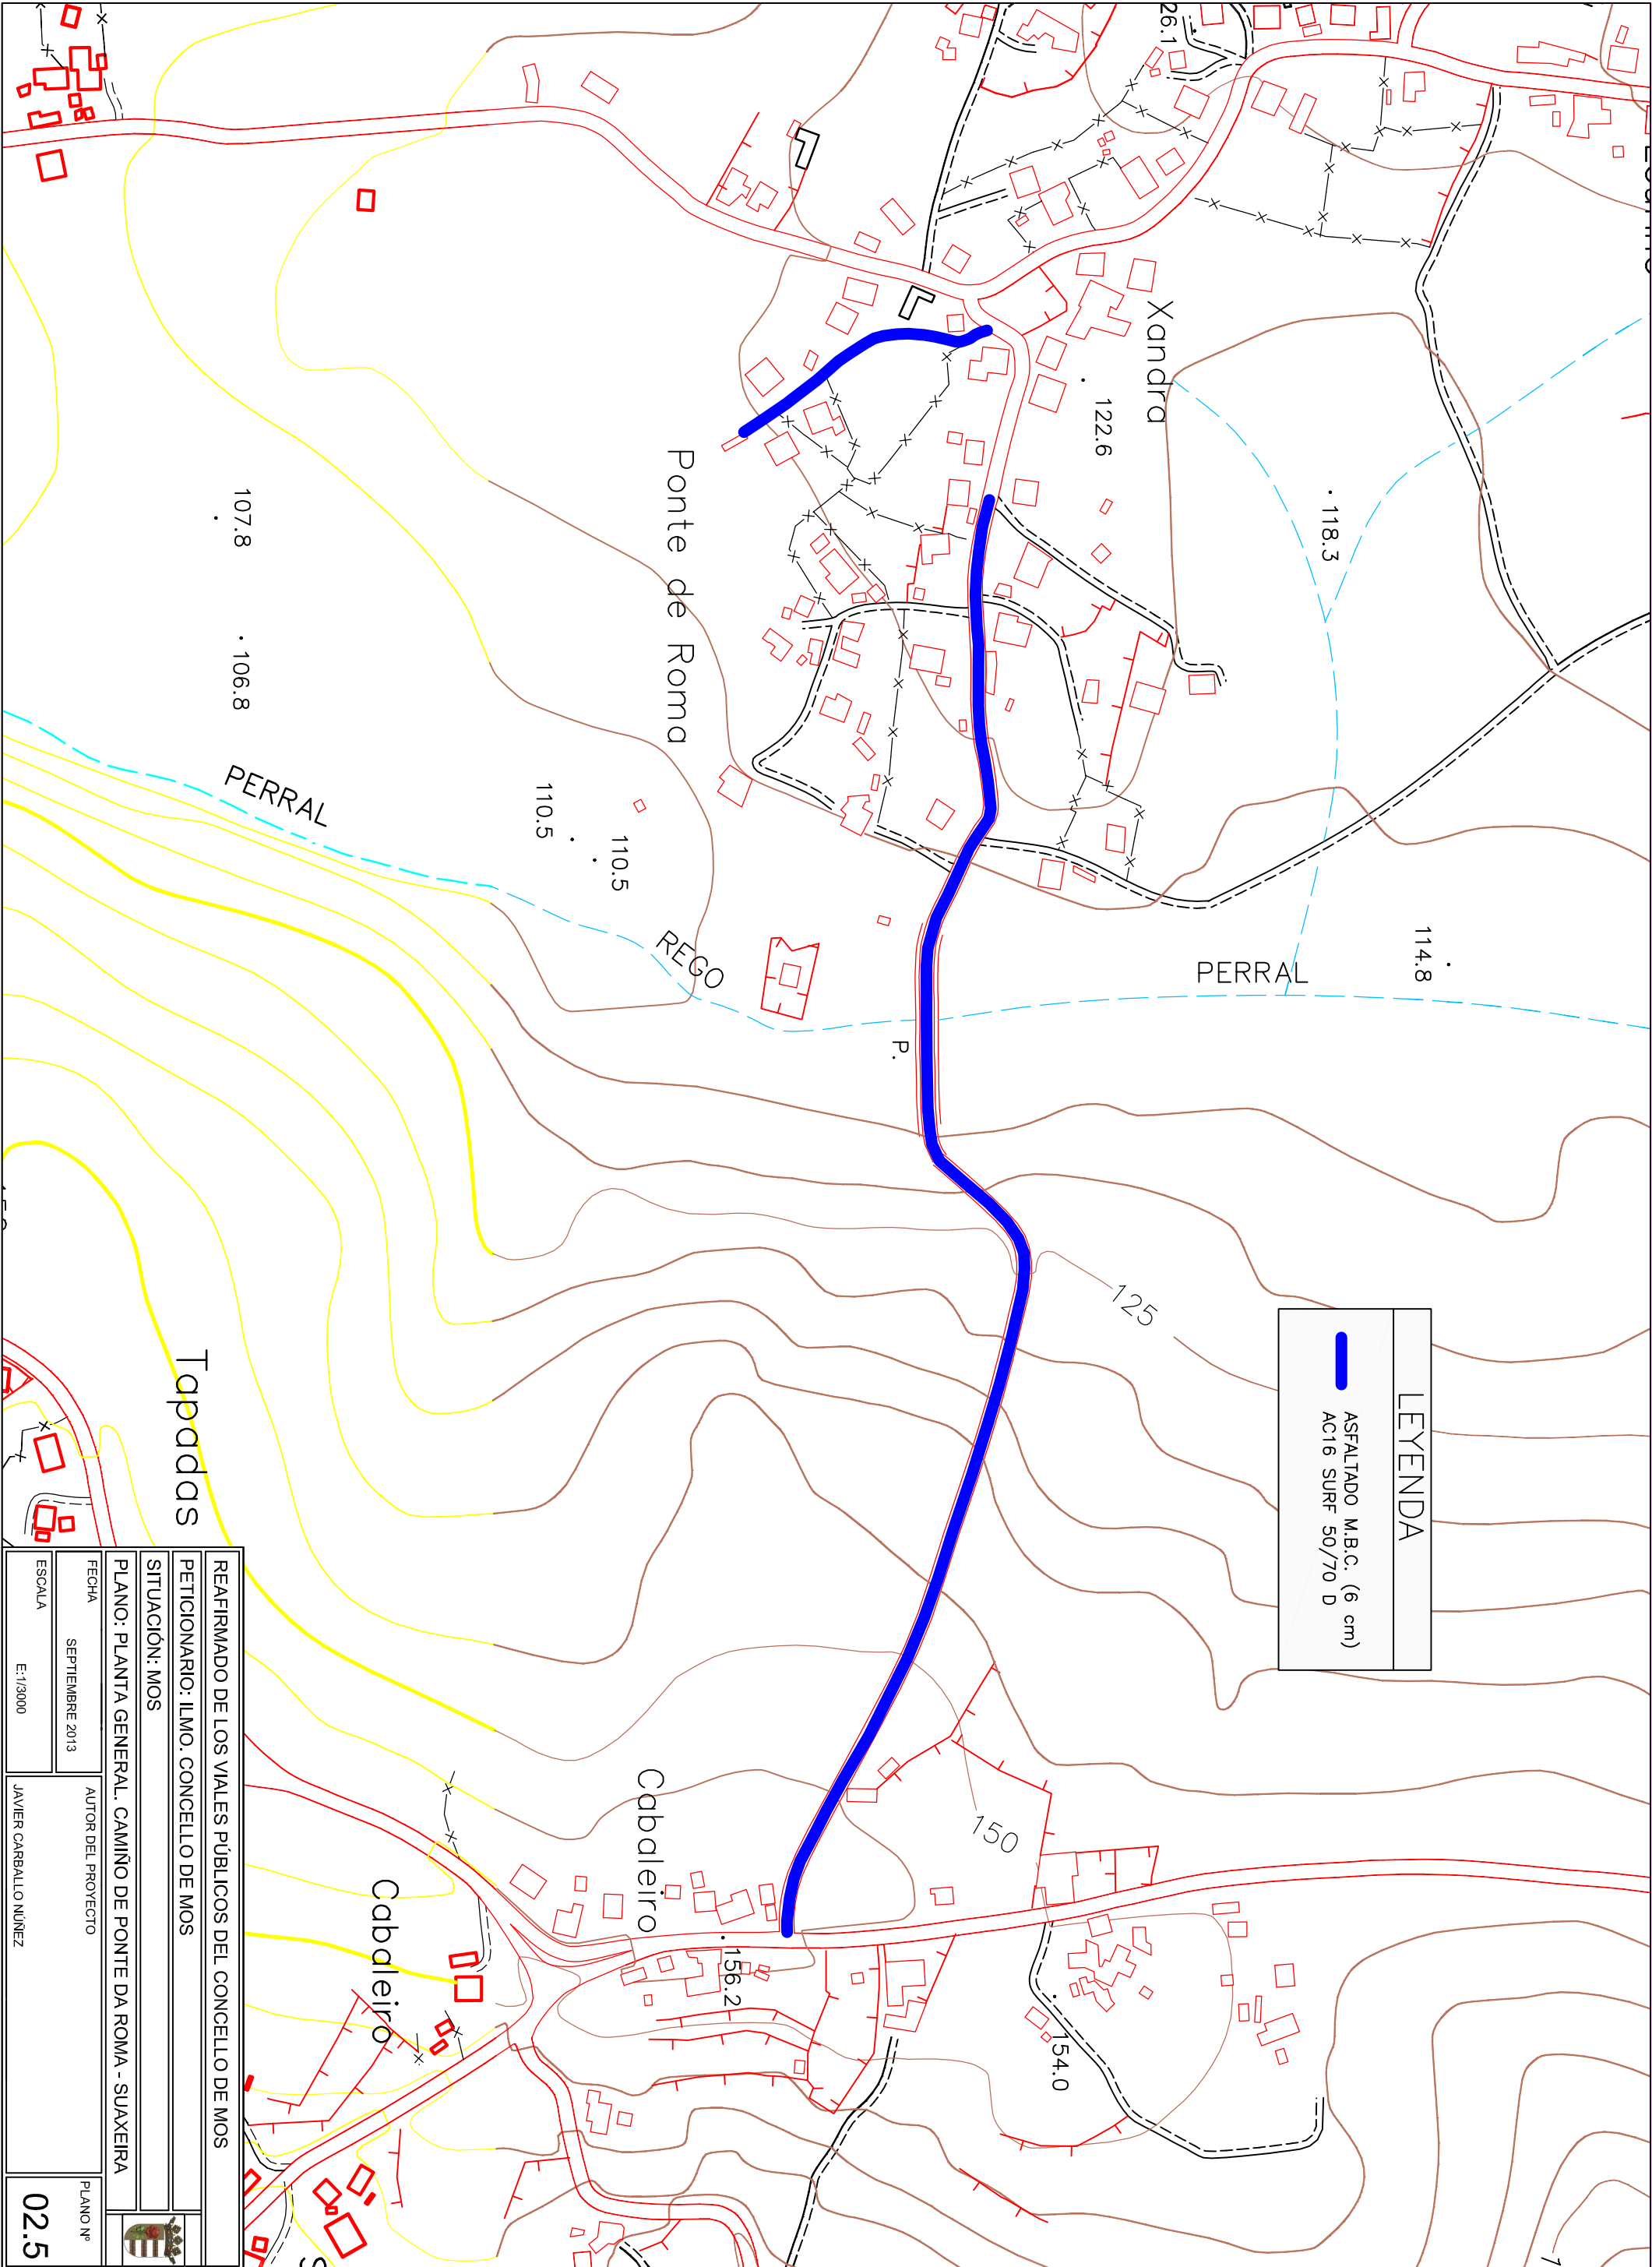 Xandra
122.6
118.3
114.8
Ponte de Roma
107.8
106.8
110.5
110.5
PERRAL
REGO
PERRAL
P.
125
150
LEYENDA
ASFALTADO M.B.C. (6 cm)
AC16 SURF 50/70 D
Tapadas
Cabaleiro
Cabaleiro
156.2
154.0
REAFIRMADO DE LOS VIALES PÚBLICOS DEL CONCELLO DE MOS
PETICIONARIO: ILMO. CONCELLO DE MOS
SITUACIÓN: MOS
PLANO: PLANTA GENERAL. CAMIÑO DE PONTE DA ROMA - SUAXEIRA
FECHA
SEPTIEMBRE 2013
AUTOR DEL PROYECTO
PLANO Nº
ESCALA
E:1/3000
JAVIER CARBALLO NÚÑEZ
02.5